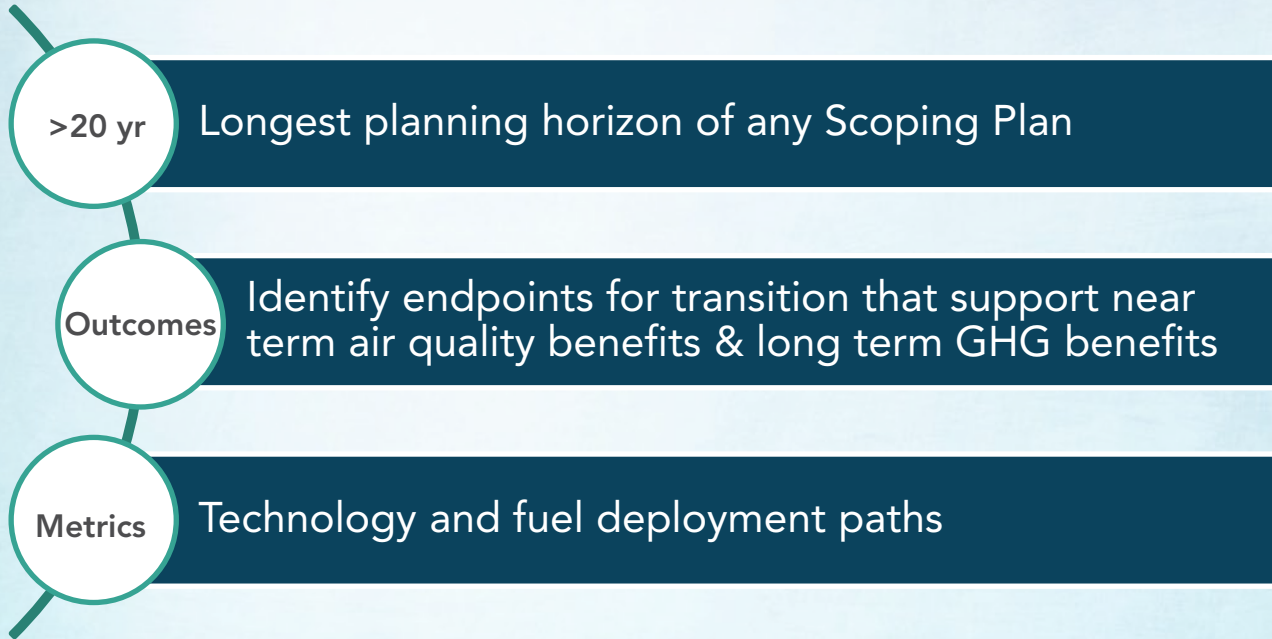 >20 yr
Longest planning horizon of any Scoping Plan
Outcomes
Identify endpoints for transition that support near
term air quality benefits & long term GHG benefits
Metrics
Technology and fuel deployment paths